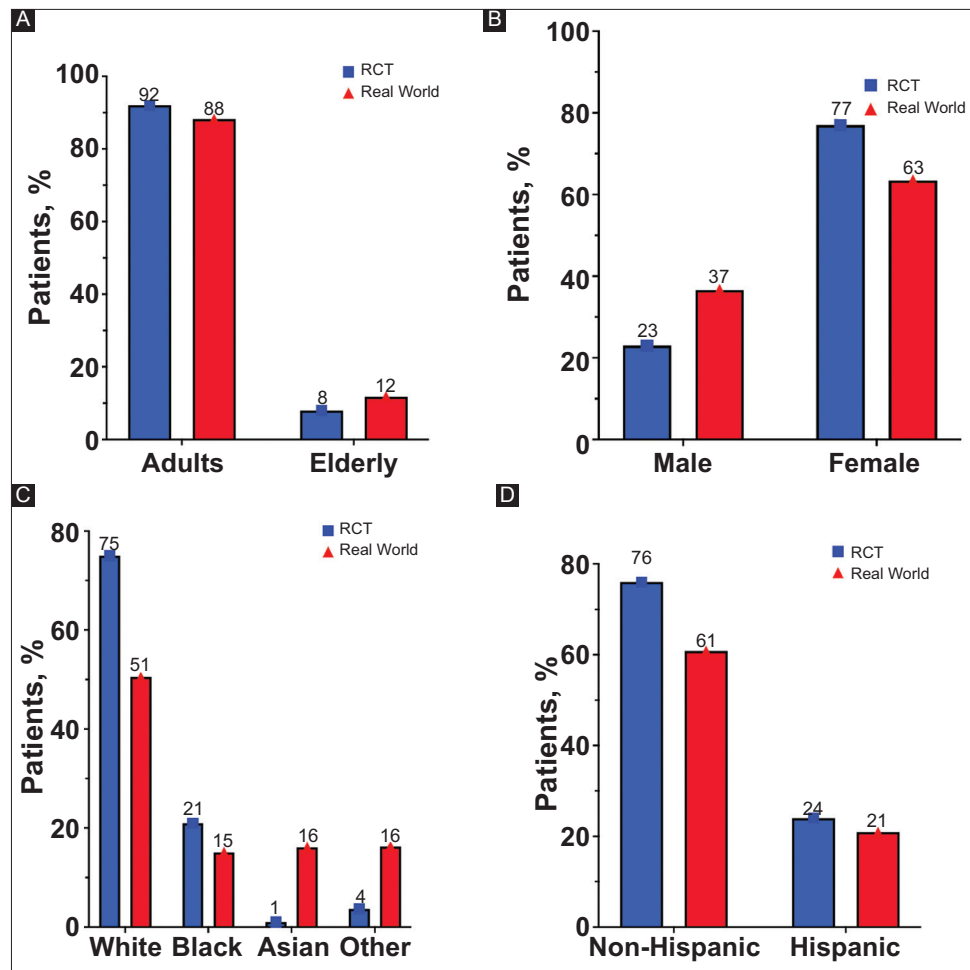 A
RCT
Real World
Patients, %
100
80
60
40
20
0
92
88
8
12
Adults Elderly
B
RCT
Real World
Patients, %
100
80
60
40
20
0
23
37
77
63
Male Female
C
RCT
Real World
Patients, %
80
60
40
20
0
75
51
21
15
1
16
4
16
White Black Asian Other
D
RCT
Real World
Patients, %
80
60
40
20
0
76
61
24
21
Non-Hispanic Hispanic